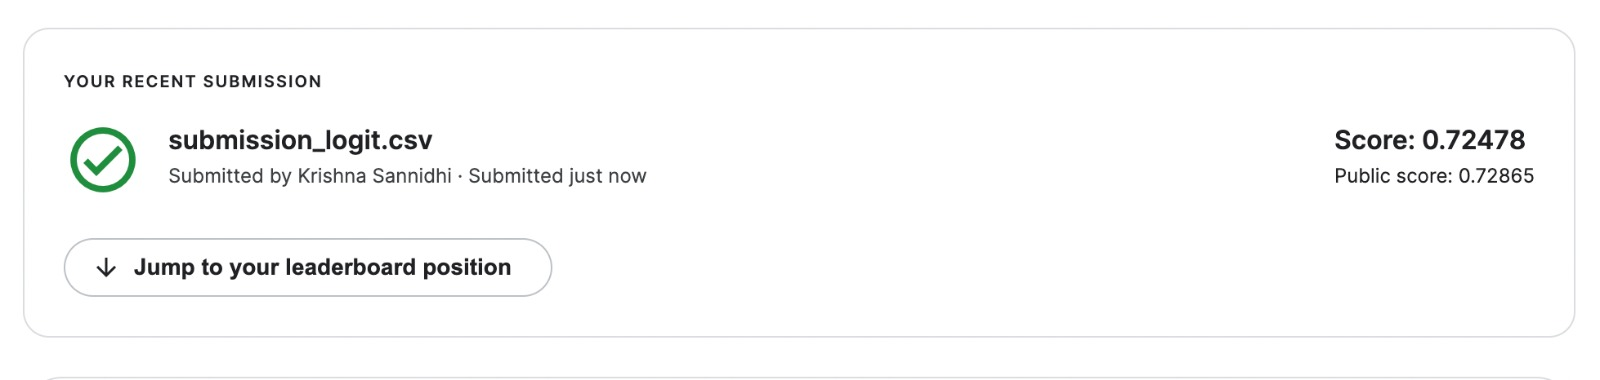 YOUR RECENT SUBMISSION
submission_logit.csv
Score: 0.72478
Submitted by Krishna Sannidhi · Submitted just now
Public score: 0.72865
Jump to your leaderboard position